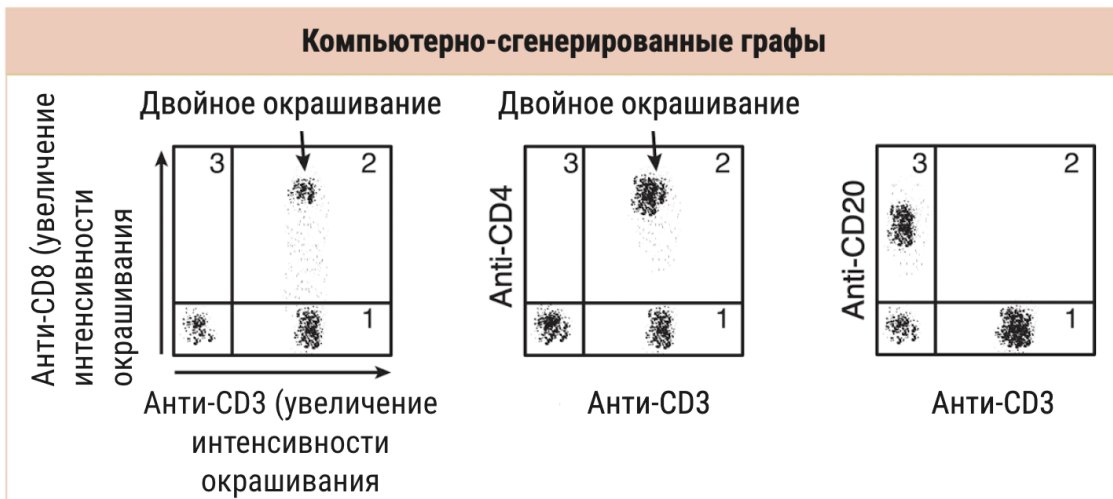 Компьютерно-сгенерированные графы
Двойное окрашивание
Двойное окрашивание
Анти-CD8 (увеличение
интенсивности
окрашивания
3
2
1
Anti-CD4
3
2
1
Anti-CD20
3
2
1
Анти-CD3 (увеличение
интенсивности
окрашивания
Анти-CD3
Анти-CD3